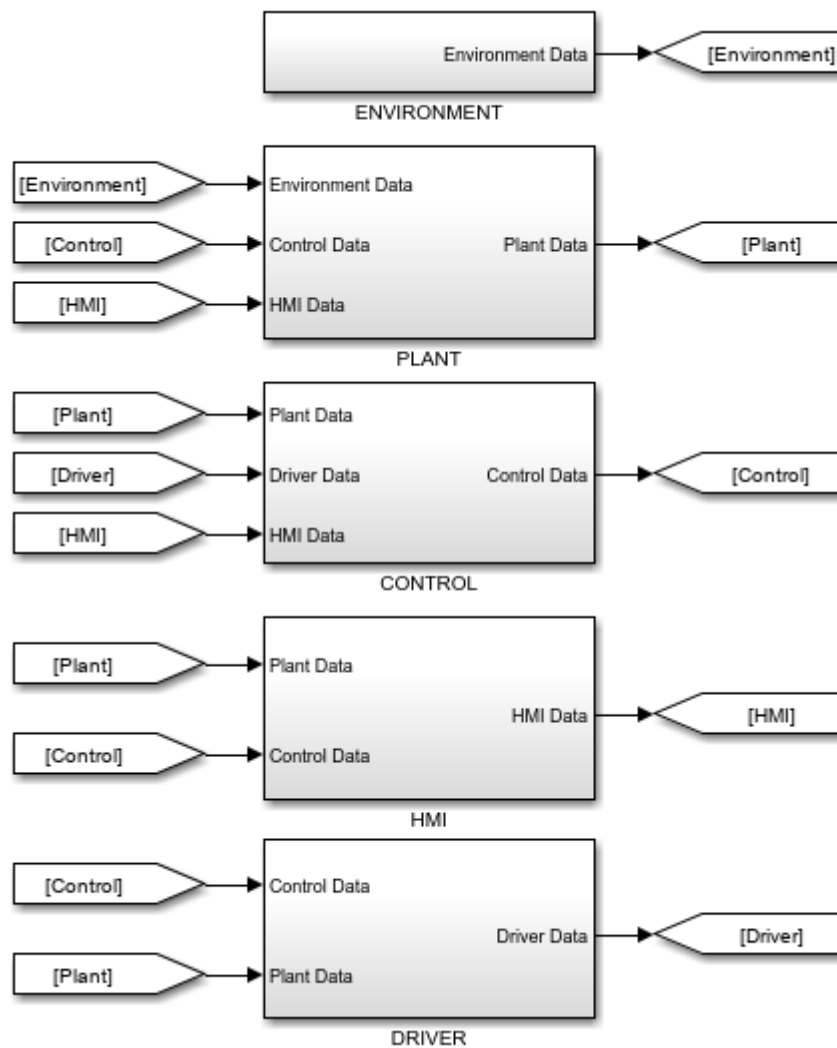 Environment Data
[Environment]
ENVIRONMENT
[Environment]
Environment Data
[Control]
Control Data
Plant Data
[Plant]
[HMI]
HMI Data
PLANT
[Plant]
Plant Data
[Driver]
Driver Data
Control Data
[Control]
[HMI]
HMI Data
CONTROL
[Plant]
Plant Data
HMI Data
[HMI]
[Control]
Control Data
HMI
[Control]
Control Data
Driver Data
[Driver]
[Plant]
Plant Data
DRIVER